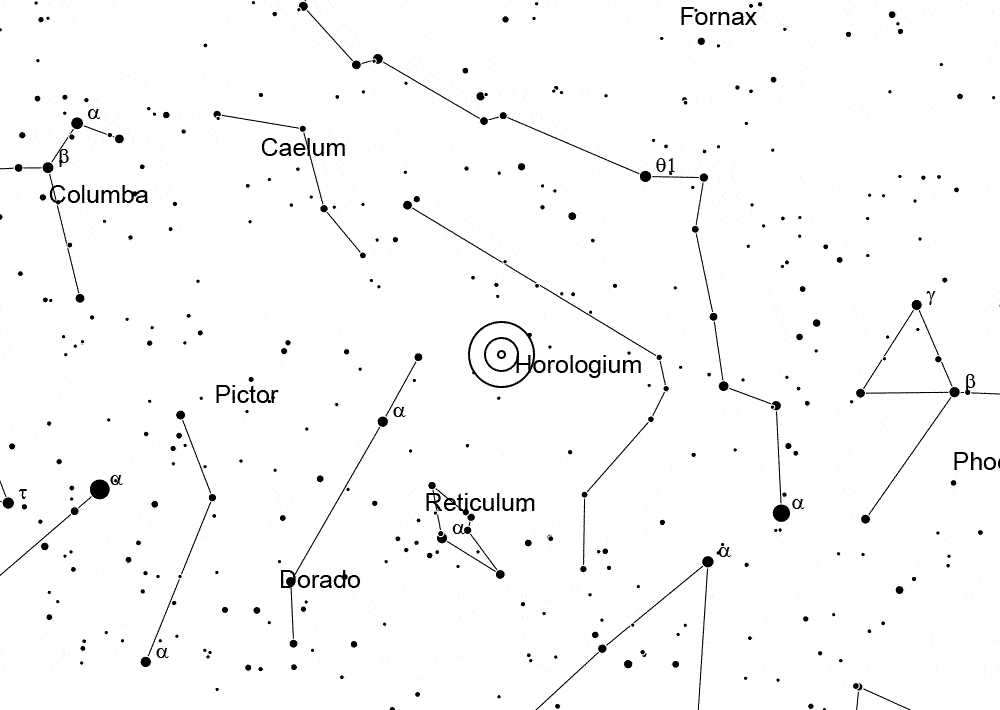 Fornax
α
β
Columba
Caelum
θ1
γ
Horologium
Pictor
α
β
Phoe
α
τ
Reticulum
α
α
α
Dorado
α